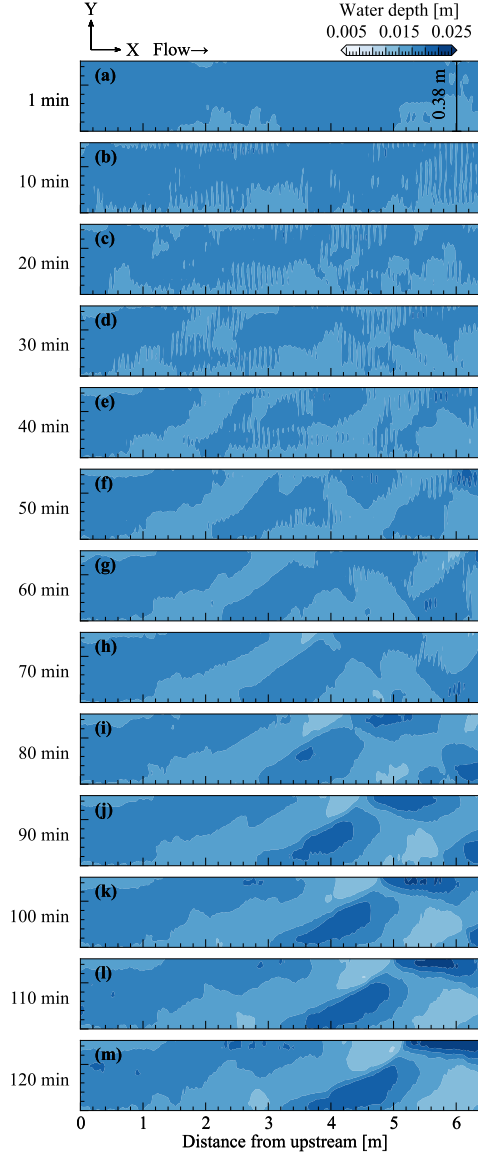 Y
X Flow→
Water depth [m]
0.005 0.015 0.025
(a)
1 min
0.38 m
(b)
10 min
(c)
20 min
(d)
30 min
(e)
40 min
(f)
50 min
(g)
60 min
(h)
70 min
(i)
80 min
(j)
90 min
(k)
100 min
(l)
110 min
(m)
120 min
0 1 2 3 4 5 6
Distance from upstream [m]